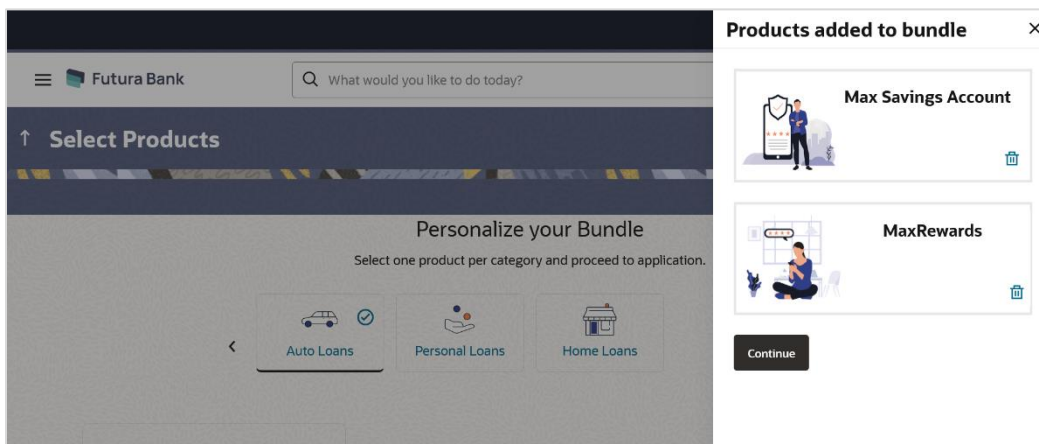 Products added to bundle
Futura Bank
What would you like to do today?
Select Products
Max Savings Account
Personalize your Bundle
Select one product per category and proceed to application.
MaxRewards
Auto Loans
Personal Loans
Home Loans
Continue